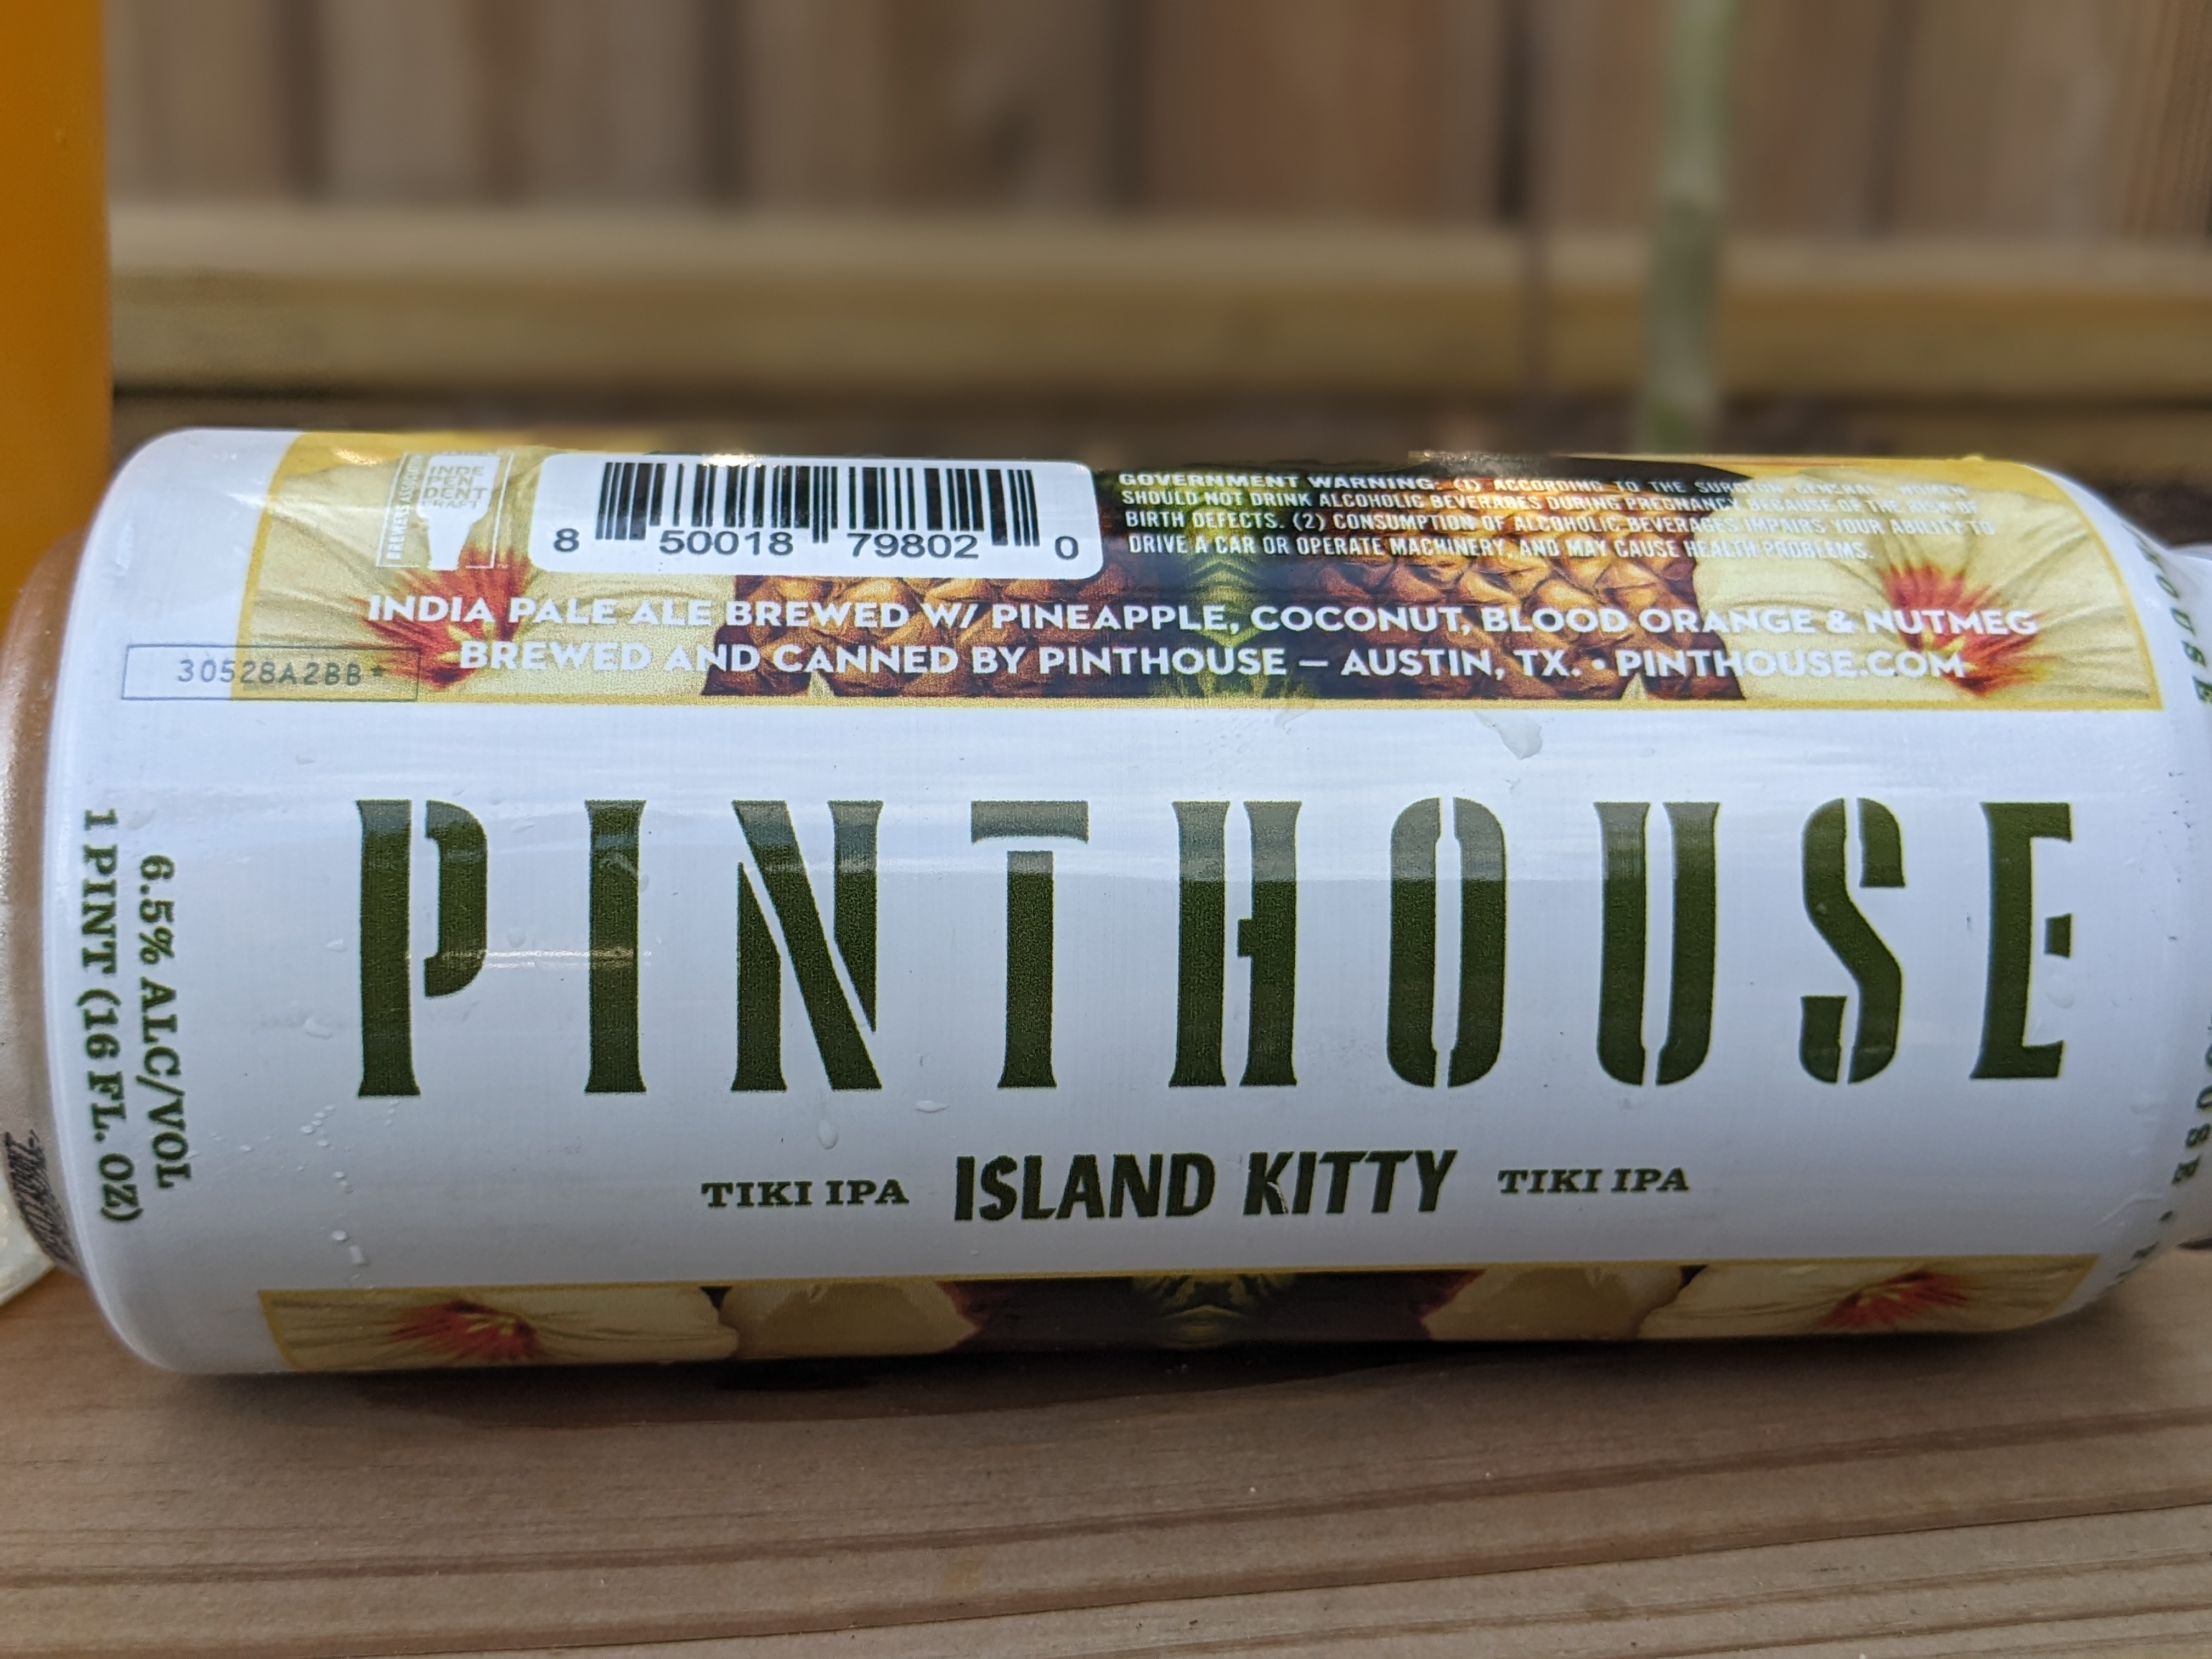 BREWERS ASSOCIATION
INDE
PEN
DENT
CRAFT
8 50018 79802 0
GOVERNMENT WARNING: (1) ACCORDING TO THE SURGEON GENERAL, WOMEN
SHOULD NOT DRINK ALCOHOLIC BEVERAGES DURING PREGNANCY BECAUSE OF THE RISK OF
BIRTH DEFECTS. (2) CONSUMPTION OF ALCOHOLIC BEVERAGES IMPAIRS YOUR ABILITY TO
DRIVE A CAR OR OPERATE MACHINERY, AND MAY CAUSE HEALTH PROBLEMS.
INDIA PALE ALE BREWED W/ PINEAPPLE, COCONUT, BLOOD ORANGE & NUTMEG
BREWED AND CANNED BY PINTHOUSE — AUSTIN, TX. • PINTHOUSE.COM
30528A2BB*
PINTHOUSE
TIKI IPA ISLAND KITTY TIKI IPA
6.5% ALC/VOL
1 PINT (16 FL. OZ)